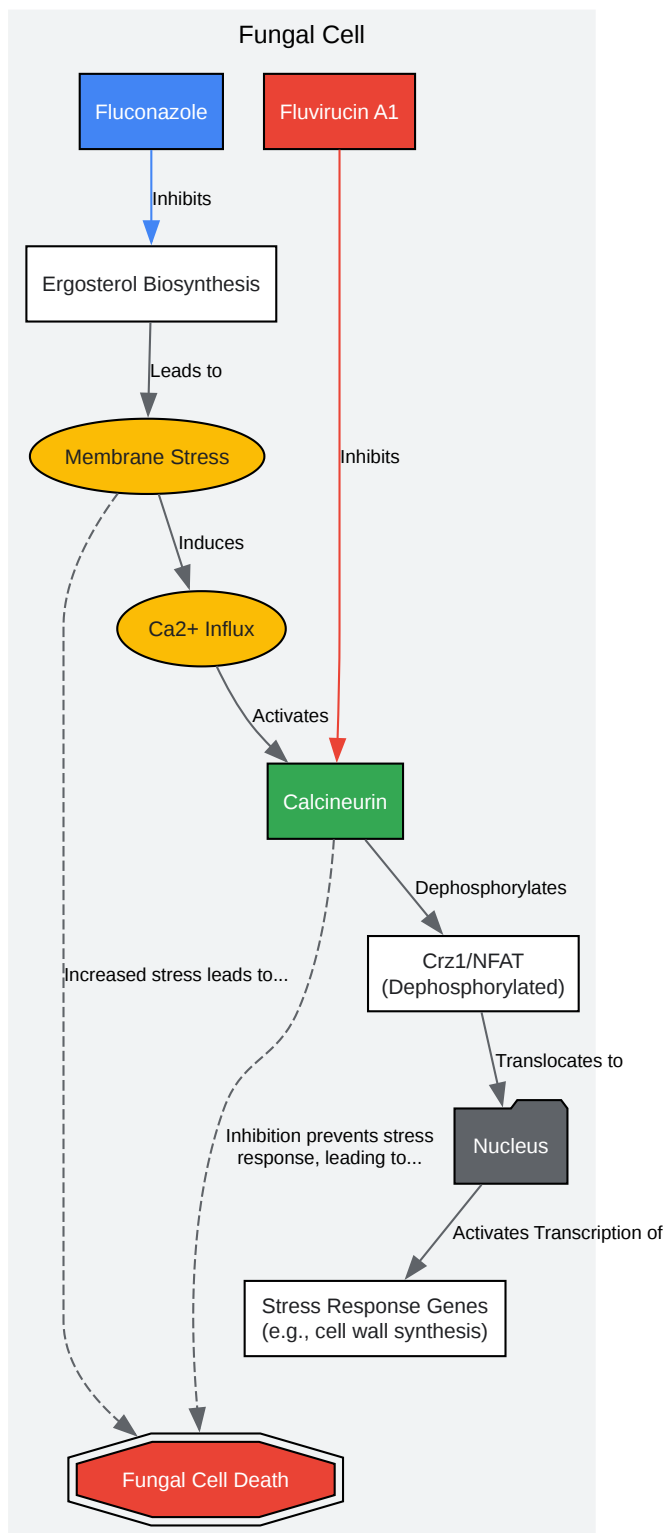 Fungal Cell
Fluconazole
Fluvirucin A1
Inhibits
Ergosterol Biosynthesis
Leads to
Membrane Stress
Inhibits
Induces
Ca2+ Influx
Activates
Calcineurin
Dephosphorylates
Crz1/NFAT
(Dephosphorylated)
Increased stress leads to...
Translocates to
Inhibition prevents stress
response, leading to...
Nucleus
Activates Transcription of
Stress Response Genes
(e.g., cell wall synthesis)
Fungal Cell Death